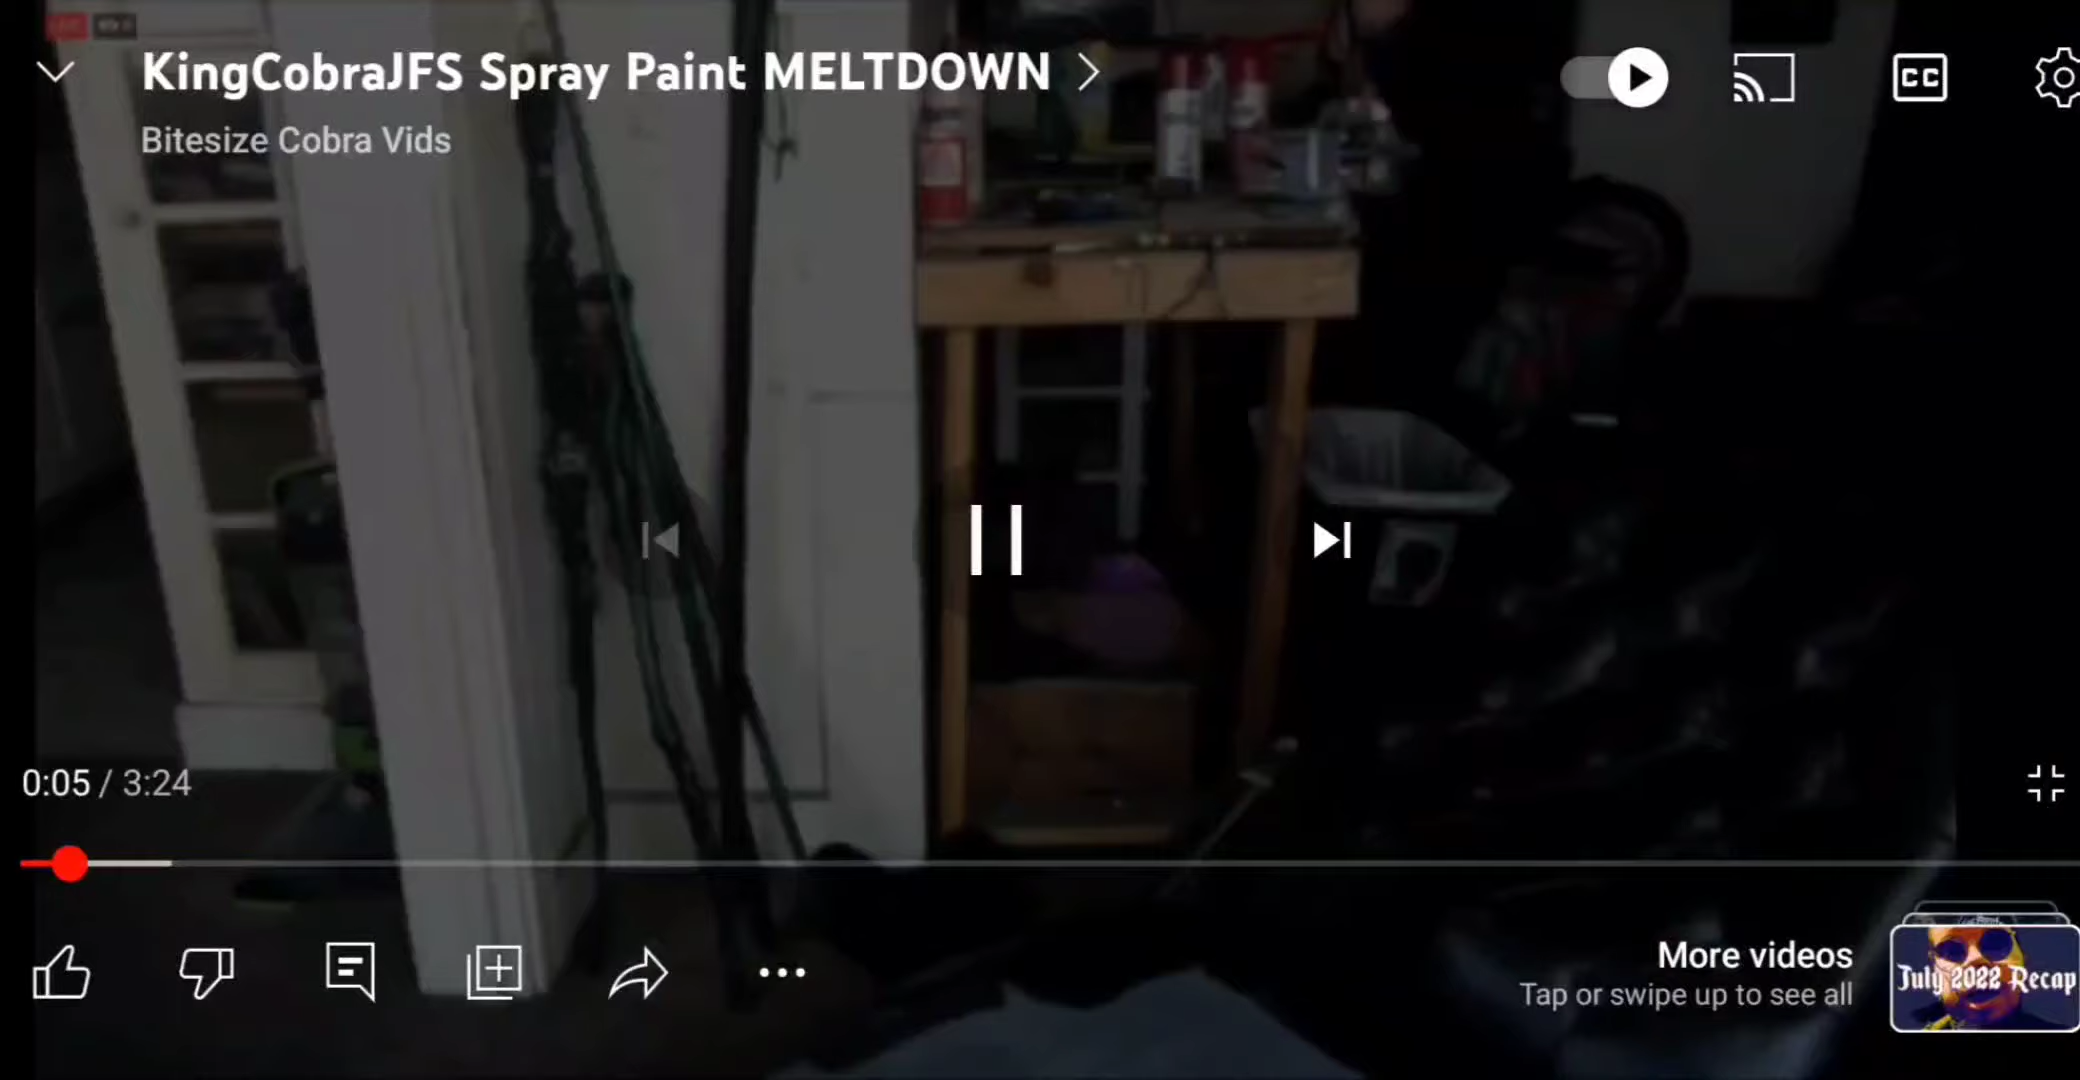 KingCobraJFS Spray Paint MELTDOWN
Bitesize Cobra Vids
CC
0:05 / 3:24
More videos
Tap or swipe up to see all
July 2022 Recap